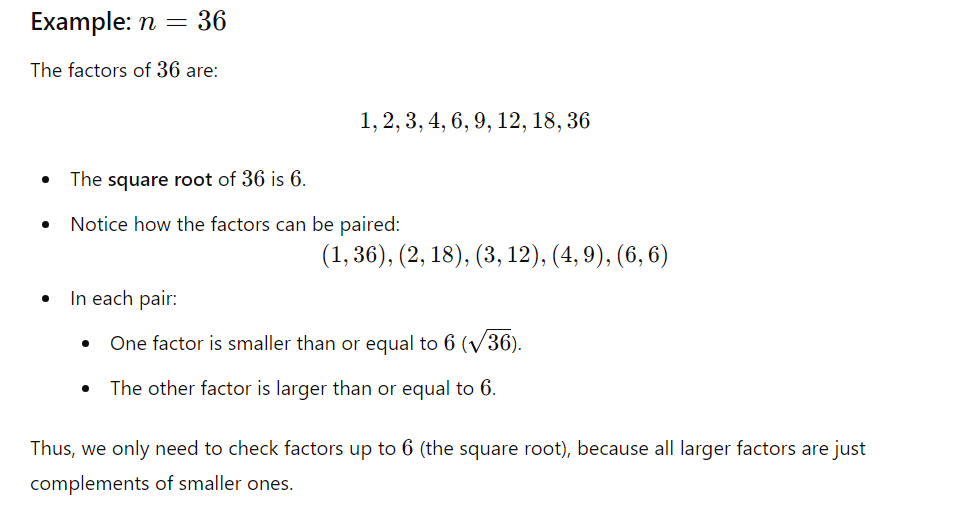 Example: n = 36
The factors of 36 are:
1, 2, 3, 4, 6, 9, 12, 18, 36
• The square root of 36 is 6.
• Notice how the factors can be paired:
(1, 36), (2, 18), (3, 12), (4, 9), (6, 6)
• In each pair:
• One factor is smaller than or equal to 6 (√36).
• The other factor is larger than or equal to 6.
Thus, we only need to check factors up to 6 (the square root), because all larger factors are just
complements of smaller ones.